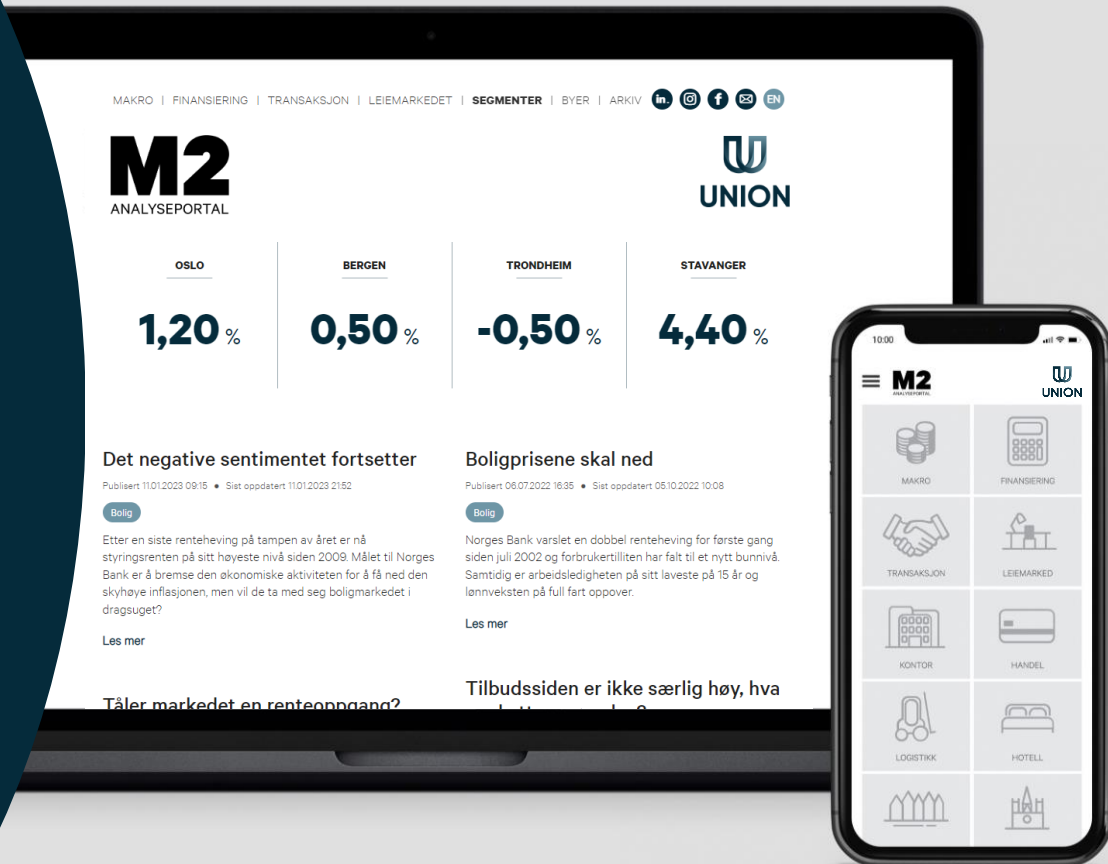 MAKRO | FINANSIERING | TRANSAKSJON | LEIEMARKEDET | SEGMENTER | BYER | ARKIV in. f EN
M2
ANALYSEPORTAL
UNION
OSLO BERGEN TRONDHEIM STAVANGER
1,20 % 0,50 % -0,50 % 4,40 %
Det negative sentimentet fortsetter
Publisert 11.01.2023 09:15 • Sist oppdatert 11.01.2023 21:52
Bolig
Etter en siste renteheving på tampen av året er nå
styringsrenten på sitt høyeste nivå siden 2009. Målet til Norges
Bank er å bremse den økonomiske aktiviteten for å få ned den
skyhøye inflasjonen, men vil de ta med seg boligmarkedet i
dragsuget?
Les mer
Tåler markedet en renteoppgang?
Boligprisene skal ned
Publisert 06.07.2022 16:35 • Sist oppdatert 05.10.2022 10:08
Bolig
Norges Bank varslet en dobbel renteheving for første gang
siden juli 2002 og forbrukertilliten har falt til et nytt bunnivå.
Samtidig er arbeidsledigheten på sitt laveste på 15 år og
lønnveksten på full fart oppover.
Les mer
Tilbudssiden er ikke særlig høy, hva
10:00
M2
ANALYSEPORTAL
UNION
MAKRO FINANSIERING
TRANSAKSJON LEIEMARKED
KONTOR HANDEL
LOGISTIKK HOTELL